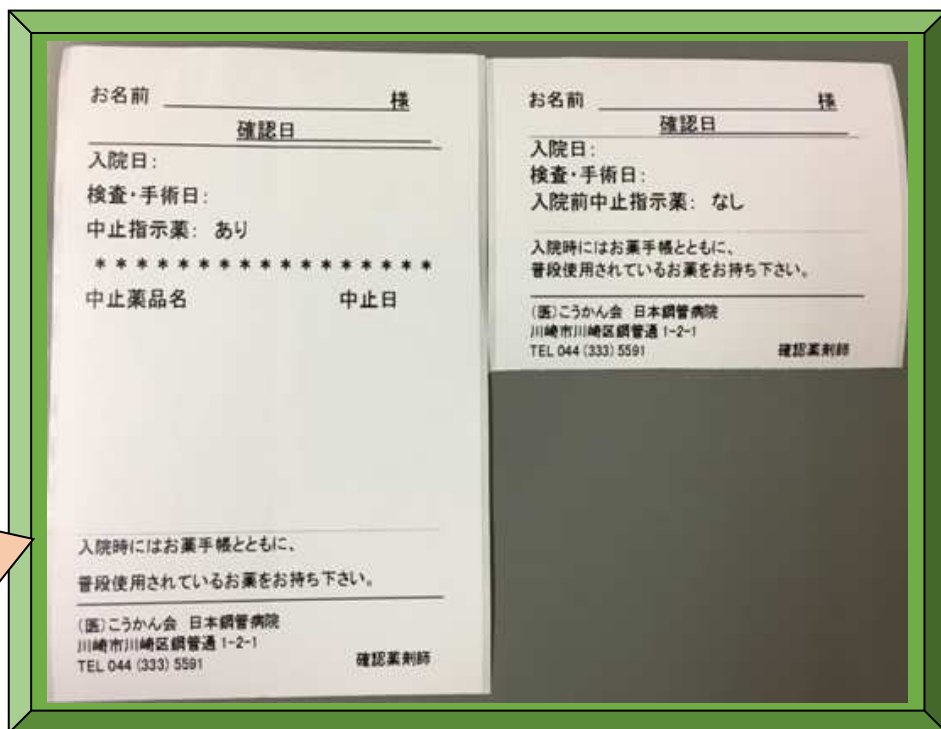 お名前 様
確認日
入院日:
検査・手術日:
中止指示薬: あり
* * * * * * * * * * * * * * * * *
中止薬品名 中止日
入院時にはお薬手帳とともに、
普段使用されているお薬をお持ち下さい。
(医)こうかん会 日本鋼管病院
川崎市川崎区鋼管通 1-2-1
TEL 044 (333) 5591 確認薬剤師
お名前 様
確認日
入院日:
検査・手術日:
入院前中止指示薬: なし
入院時にはお薬手帳とともに、
普段使用されているお薬をお持ち下さい。
(医)こうかん会 日本鋼管病院
川崎市川崎区鋼管通 1-2-1
TEL 044 (333) 5591 確認薬剤師